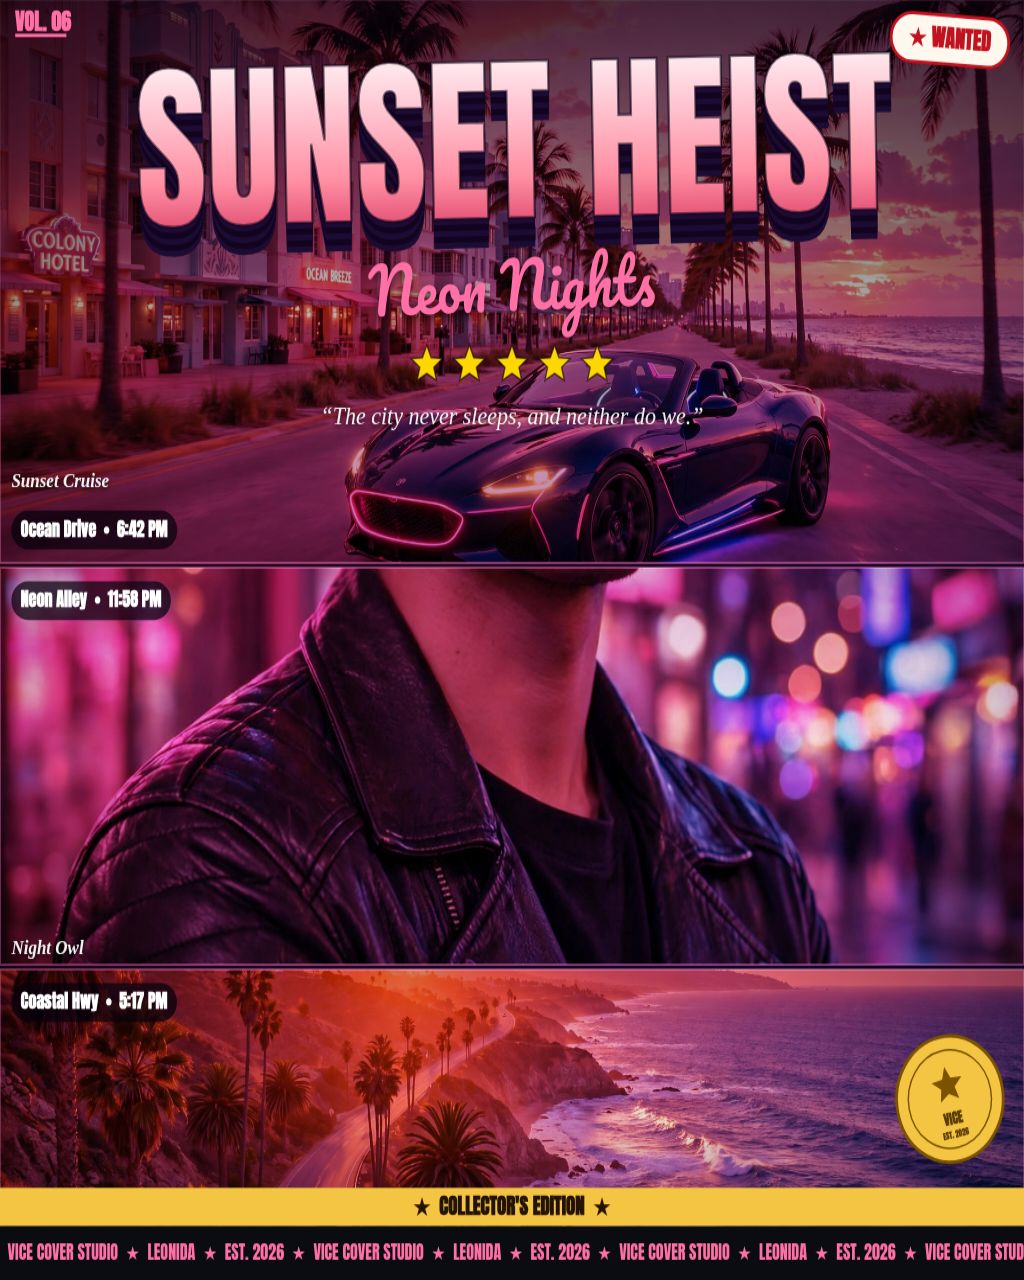 VOL. 06
★ WANTED
SUNSET HEIST
COLONY
HOTEL
OCEAN BREEZE
Neon Nights
★★★★★
“The city never sleeps, and neither do we.”
Sunset Cruise
Ocean Drive • 6:42 PM
Neon Alley • 11:58 PM
Night Owl
Coastal Hwy • 5:17 PM
★
VICE
EST. 2026
★ COLLECTOR'S EDITION ★
VICE COVER STUDIO ★ LEONIDA ★ EST. 2026 ★ VICE COVER STUDIO ★ LEONIDA ★ EST. 2026 ★ VICE COVER STUDIO ★ LEONIDA ★ EST. 2026 ★ VICE COVER STUD